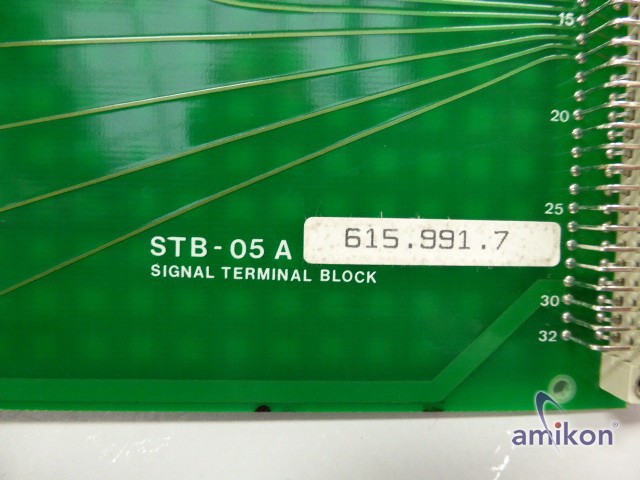 15
20
25
STB - 05 A 615.991.7
SIGNAL TERMINAL BLOCK
30
32
amikon